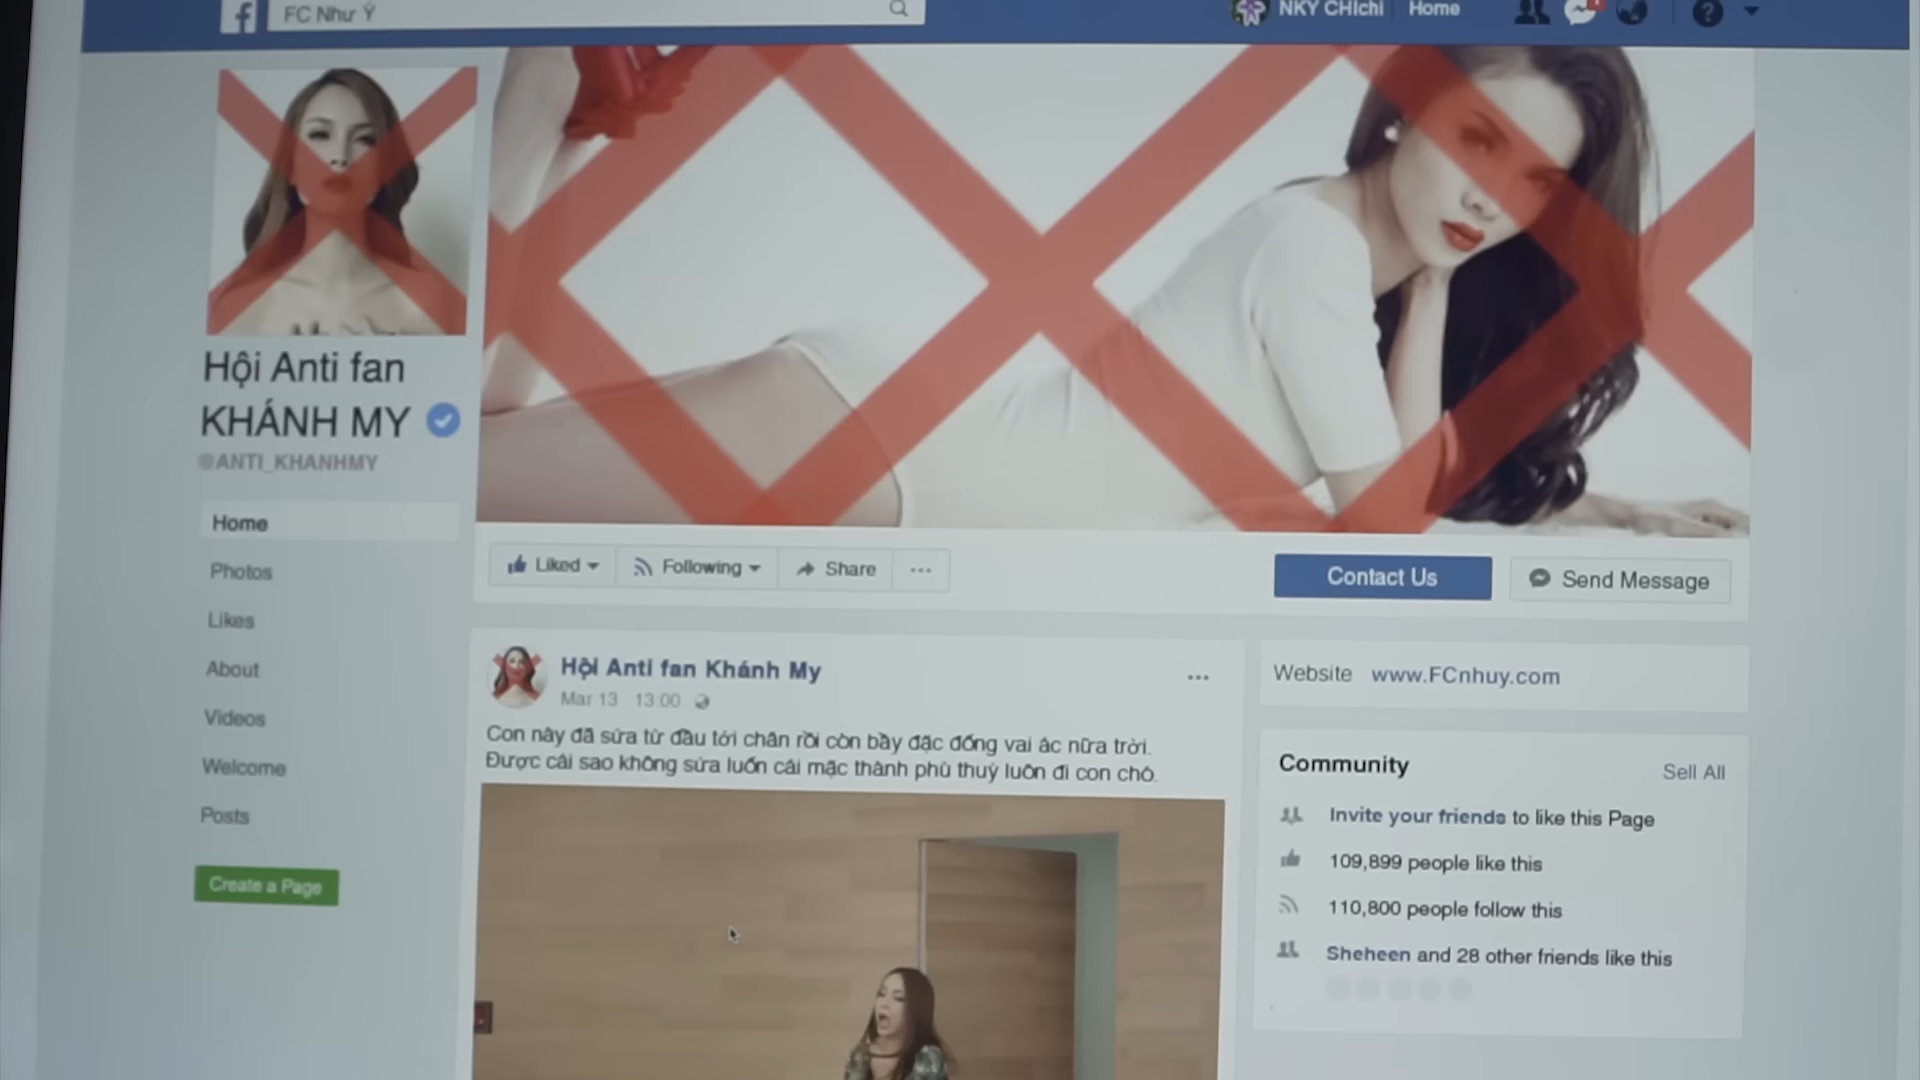 f FC Như Ý
NKY CHIchi Home
?
Hội Anti fan
KHÁNH MY
@ANTI_KHANHMY
Home
Photos
Likes
About
Videos
Welcome
Posts
Create a Page
Liked Following Share ...
Contact Us Send Message
Hội Anti fan Khánh My
Mar 13 13:00
Con này đã sửa từ đầu tới chân rồi còn bày đặc đóng vai ác nữa trời.
Được cái sao không sửa luôn cái mặc thành phù thuỷ luôn đi con chó.
Website www.FCnhuy.com
Community Sell All
Invite your friends to like this Page
109,899 people like this
110,800 people follow this
Sheheen and 28 other friends like this